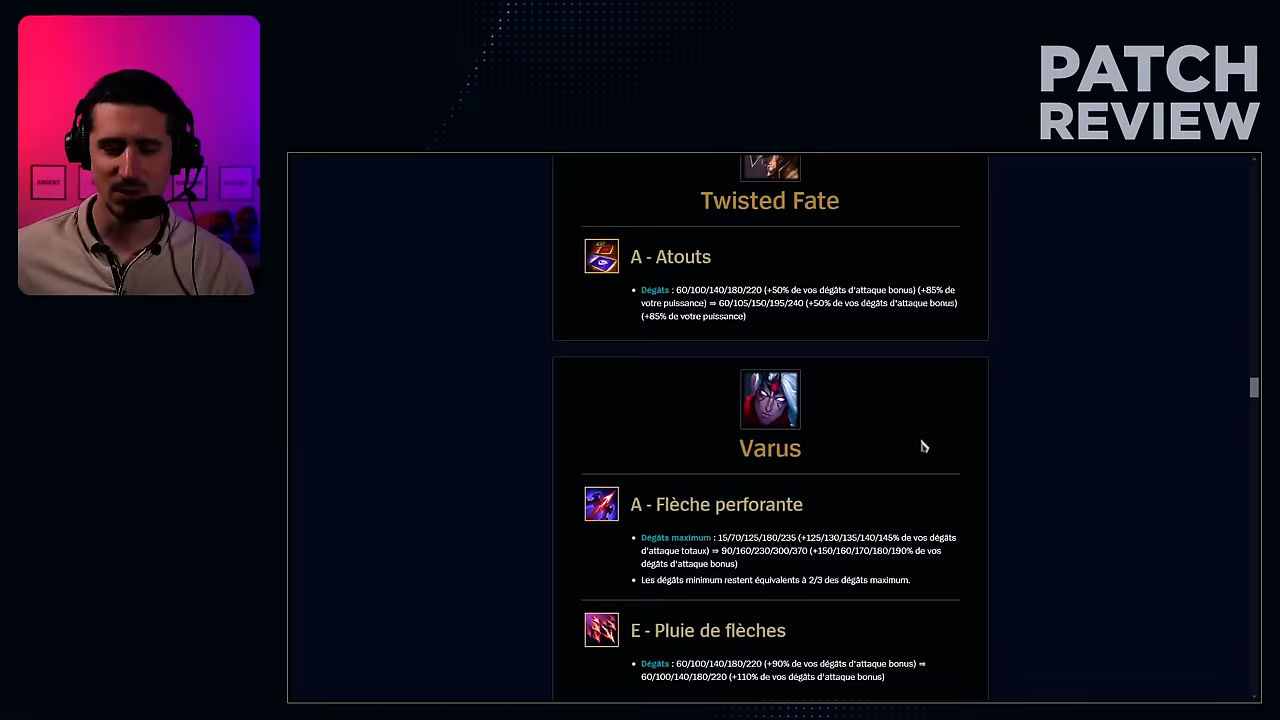 PATCH
REVIEW
ARGENT
Twisted Fate
A - Atouts
• Dégâts : 60/100/140/180/220 (+50% de vos dégâts d'attaque bonus) (+85% de
votre puissance) ⇒ 60/105/150/195/240 (+50% de vos dégâts d'attaque bonus)
(+85% de votre puissance)
Varus
A - Flèche perforante
• Dégâts maximum : 15/70/125/180/235 (+125/130/135/140/145% de vos dégâts
d'attaque totaux) ⇒ 90/160/230/300/370 (+150/160/170/180/190% de vos
dégâts d'attaque bonus)
• Les dégâts minimum restent équivalents à 2/3 des dégâts maximum.
E - Pluie de flèches
• Dégâts : 60/100/140/180/220 (+90% de vos dégâts d'attaque bonus) ⇒
60/100/140/180/220 (+110% de vos dégâts d'attaque bonus)